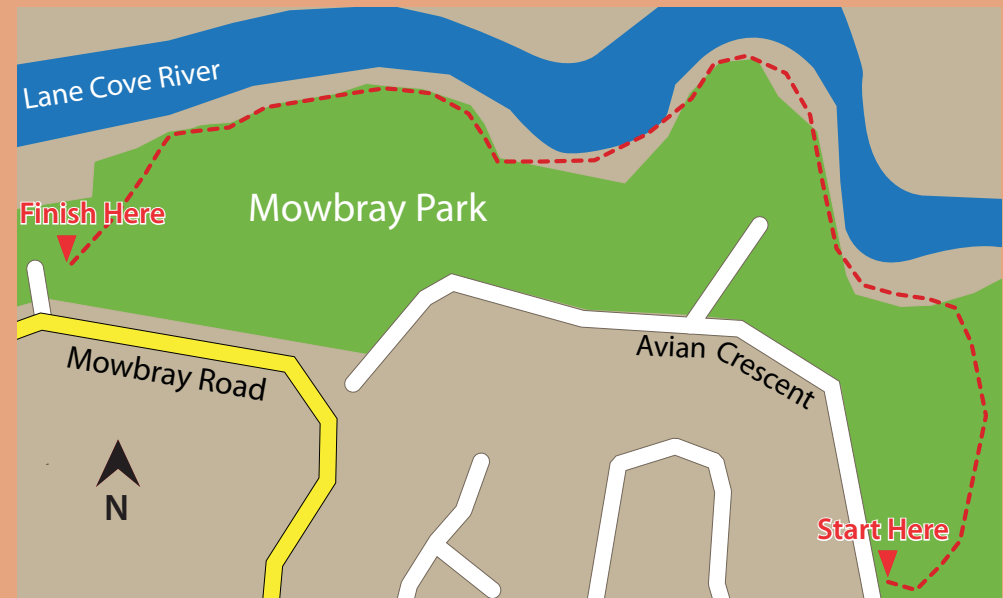 Lane Cove River
Mowbray Park
Finish Here
Avian Crescent
Mowbray Road
N
Start Here